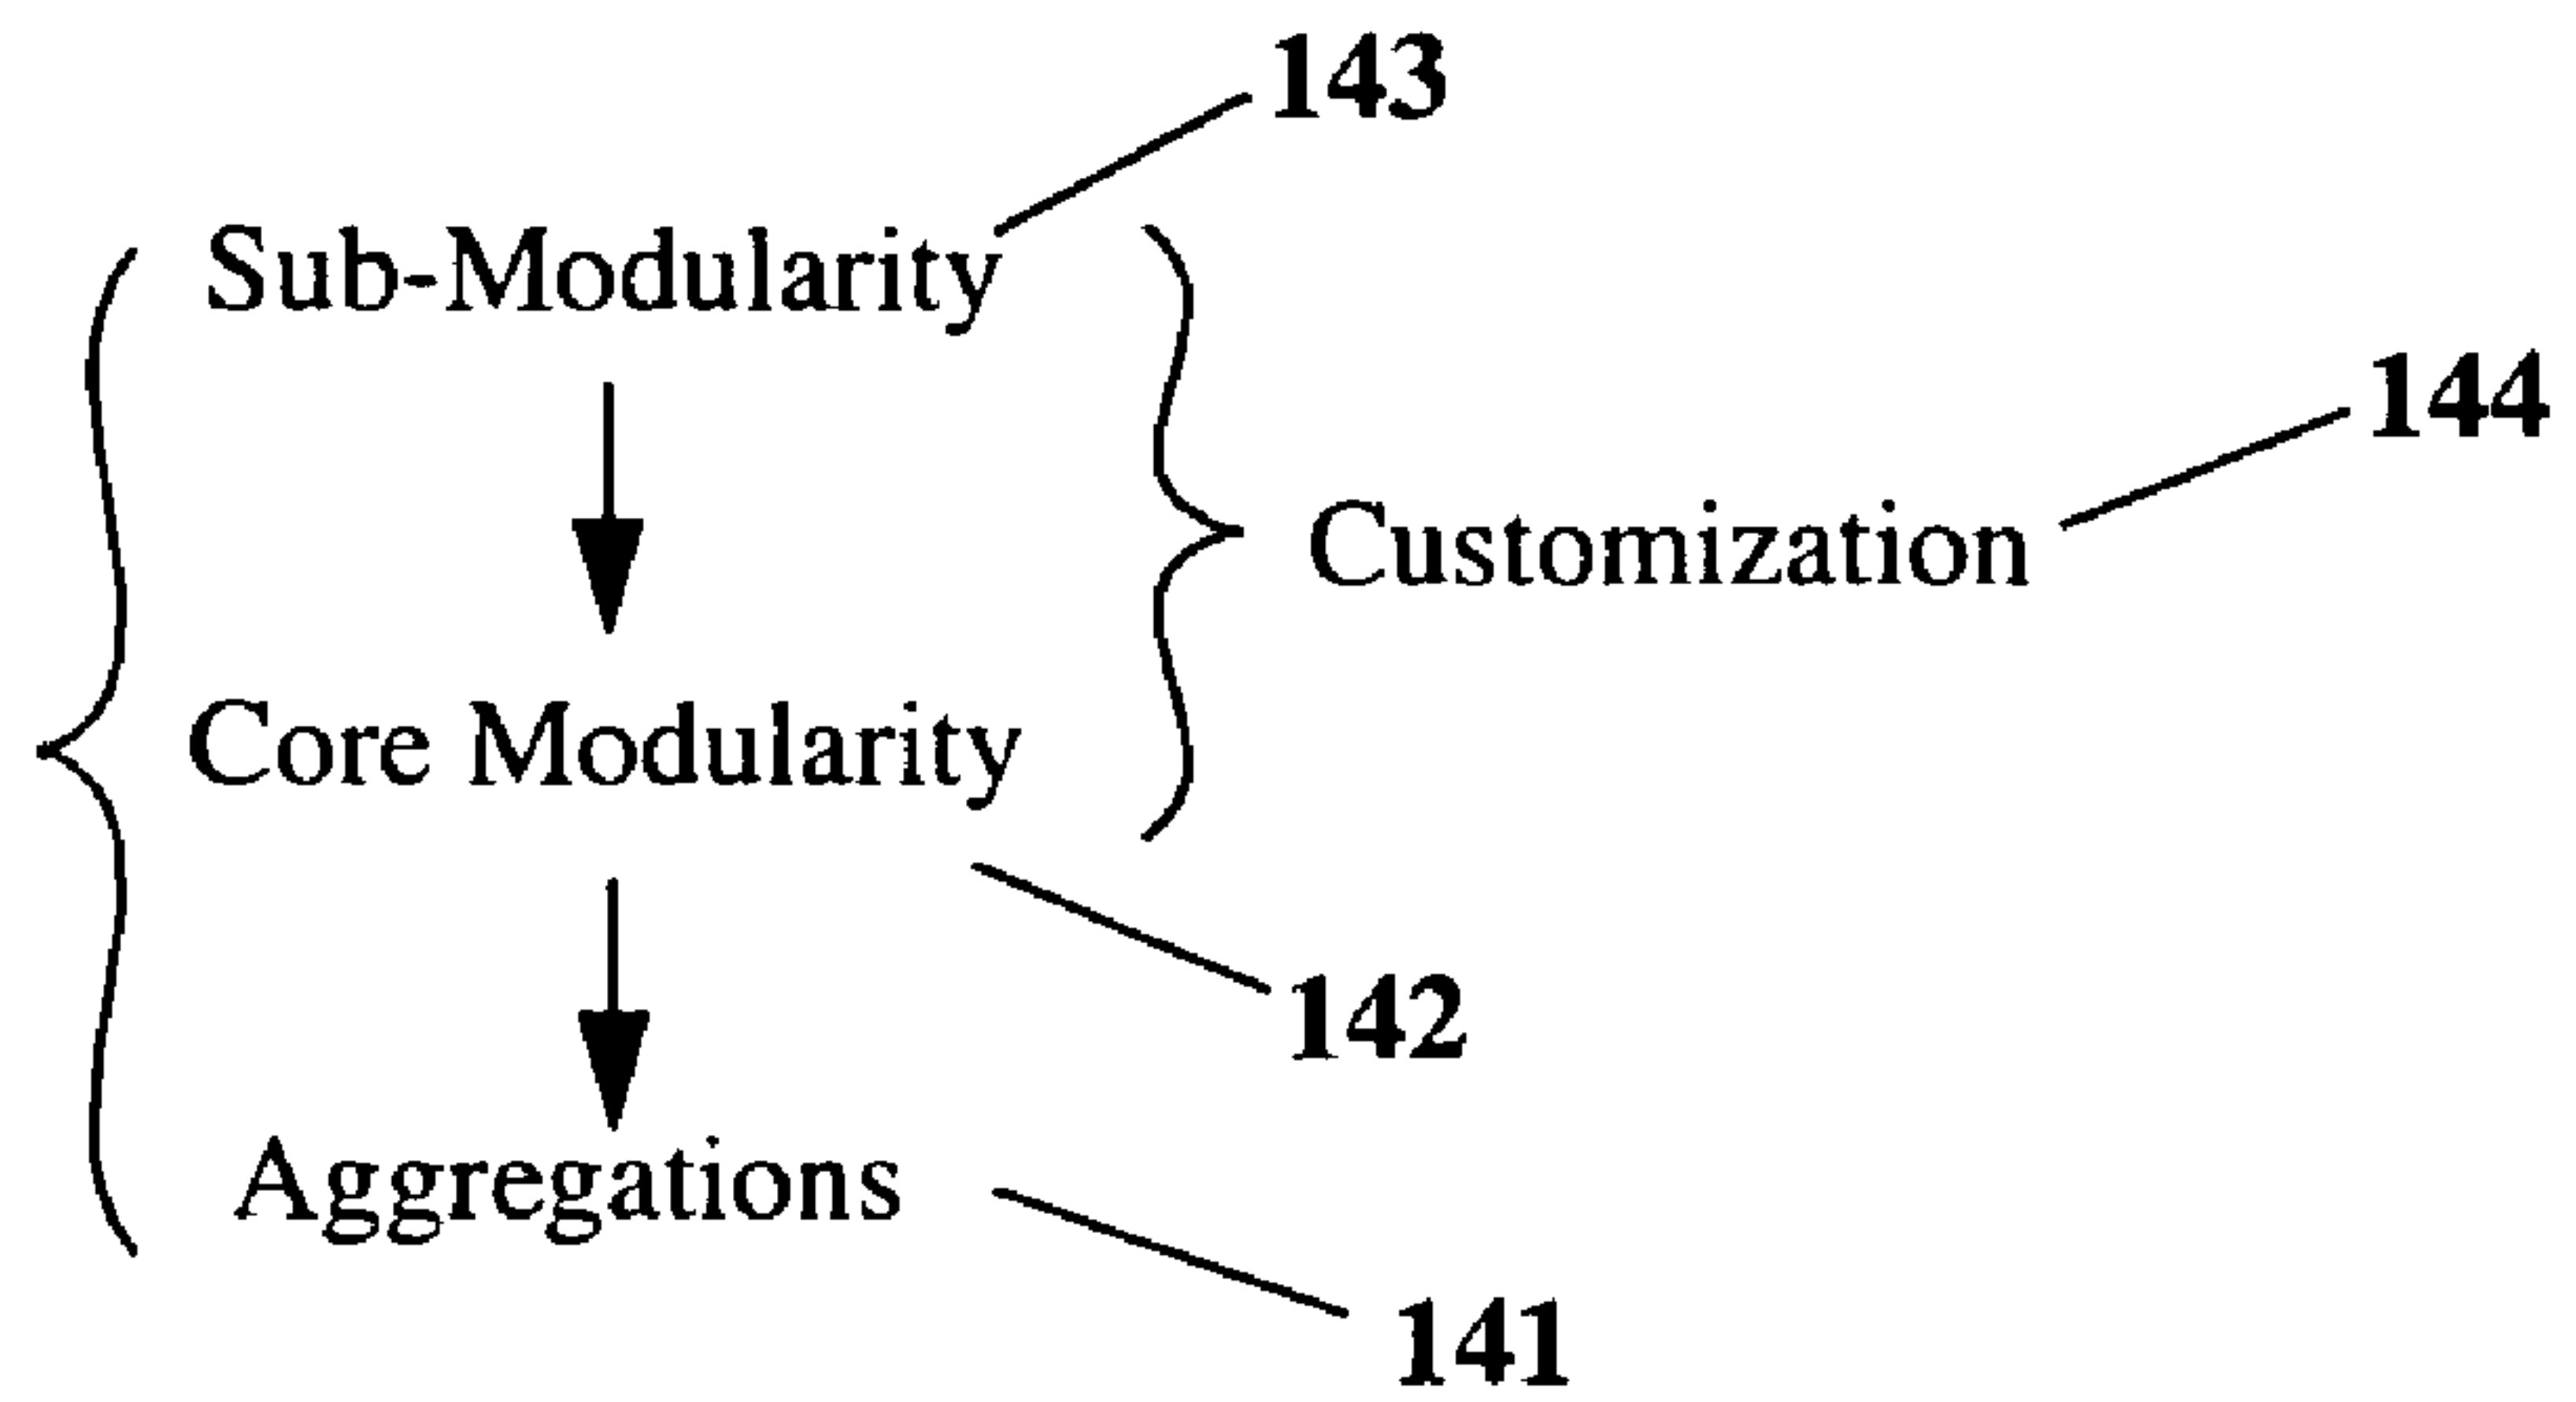 143
Sub-Modularity
144
Customization
Core Modularity
142
Aggregations
141